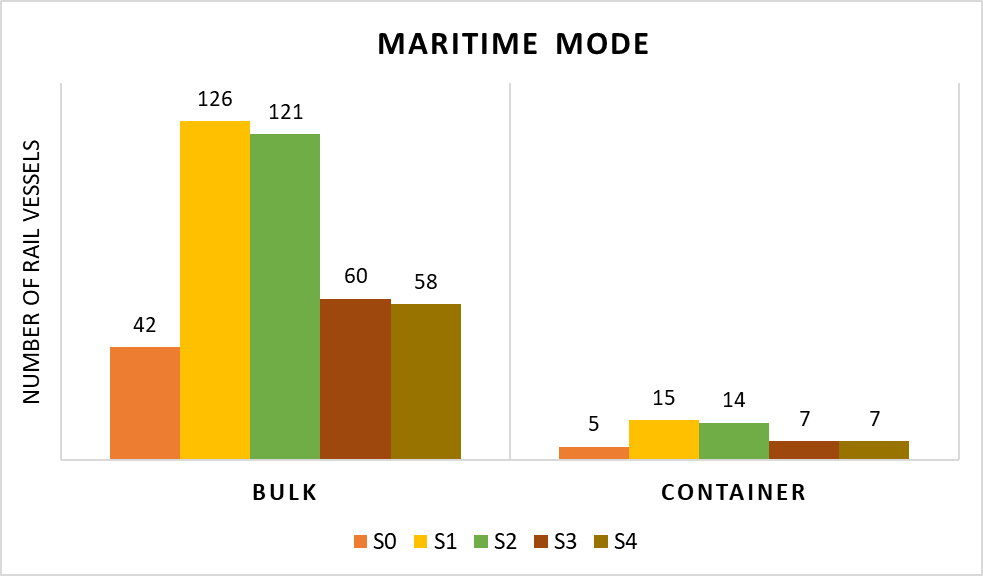 MARITIME MODE
NUMBER OF RAIL VESSELS
42
126
121
60
58
5
15
14
7
7
BULK
CONTAINER
S0 S1 S2 S3 S4